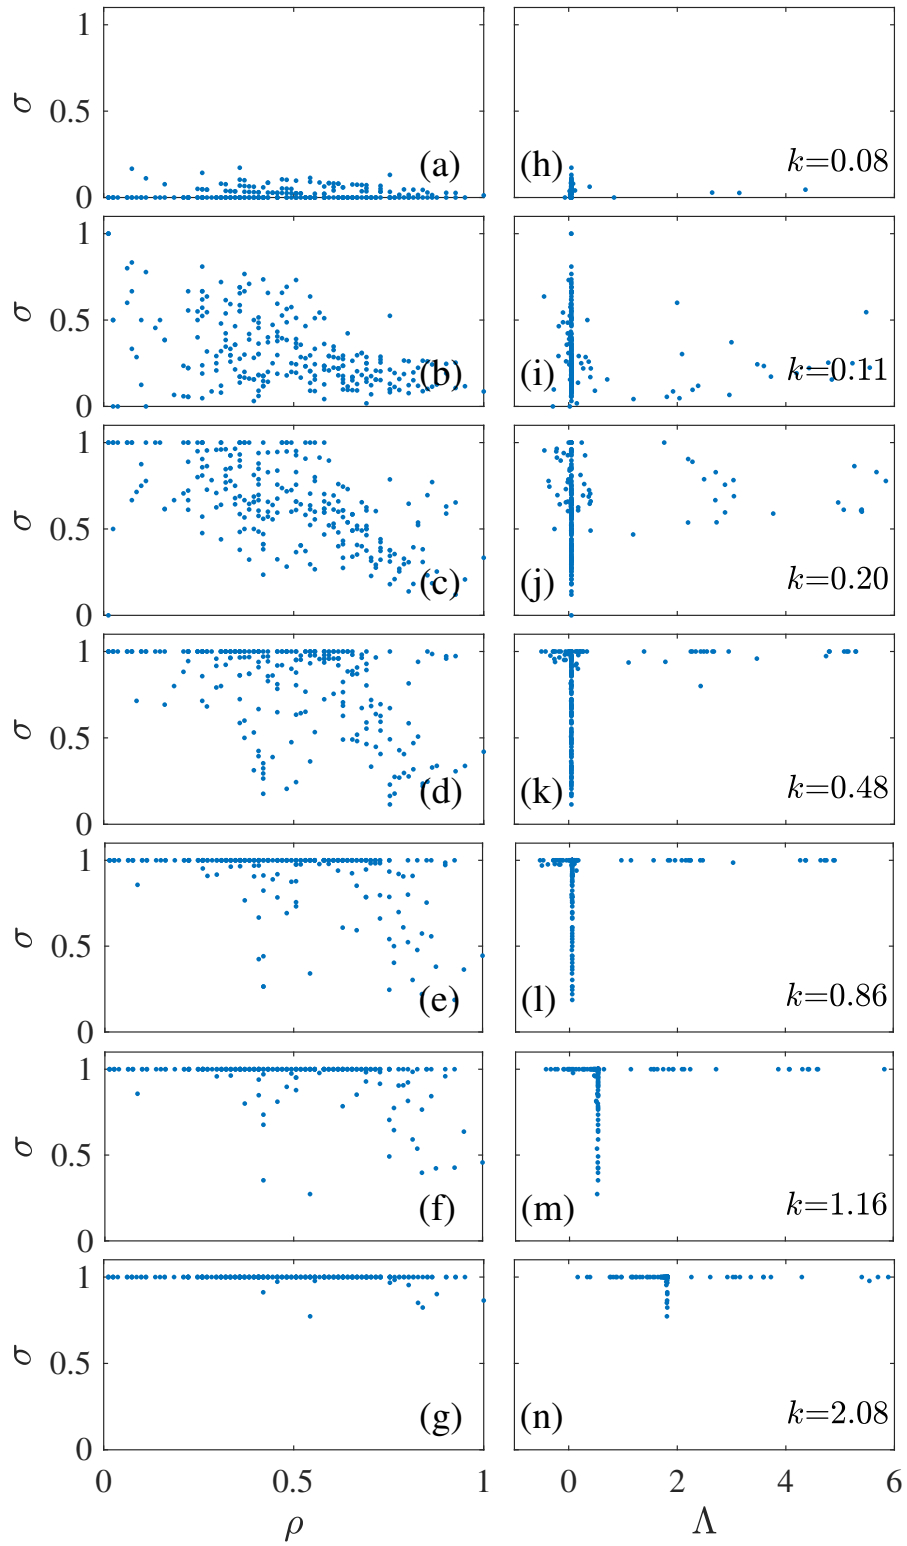 1
σ 0.5
(a) (h) k=0.08
0
1
σ 0.5
(b) (i) k=0.11
0
1
σ 0.5
(c) (j) k=0.20
0
1
σ 0.5
(d) (k) k=0.48
0
1
σ 0.5
(e) (l) k=0.86
0
1
σ 0.5
(f) (m) k=1.16
0
1
σ 0.5
(g) (n) k=2.08
0
0 0.5 1 0 2 4 6
ρ Λ